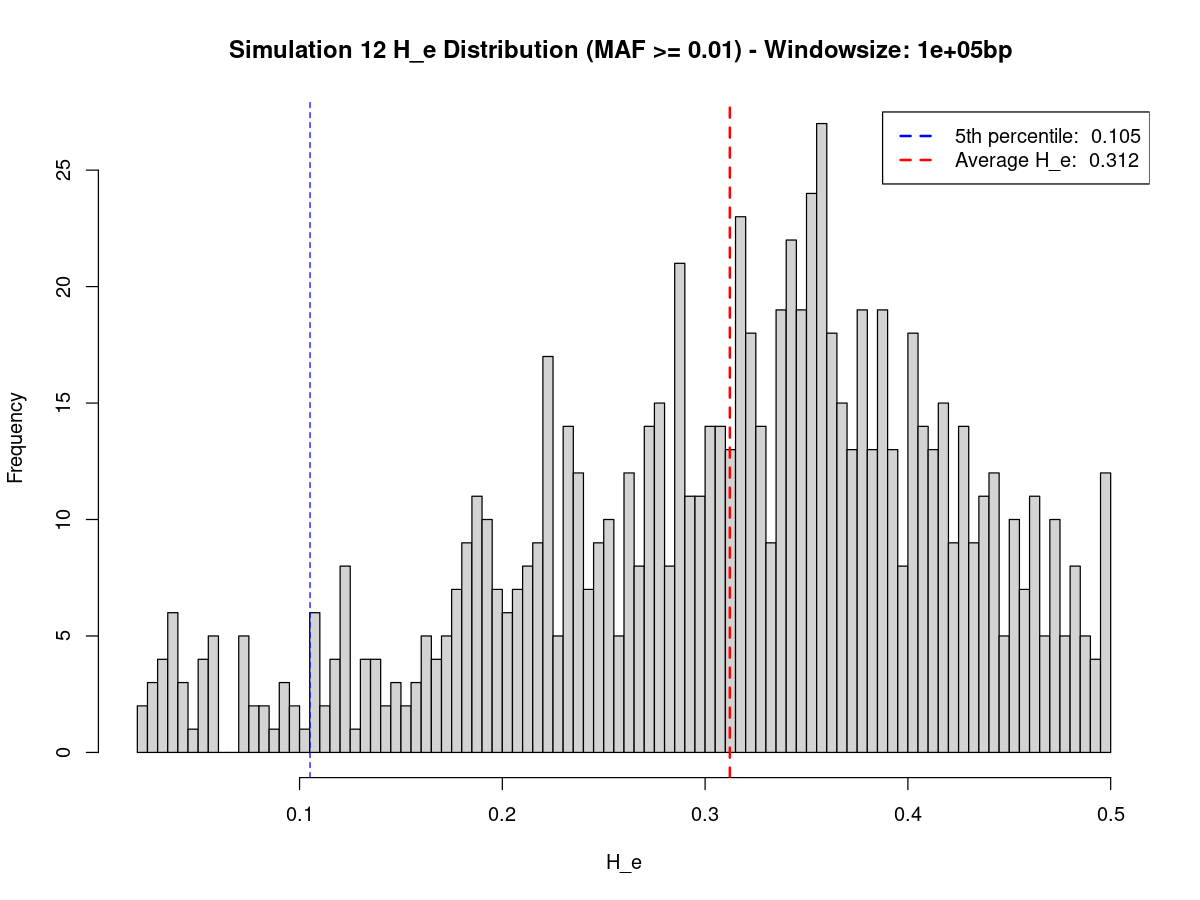 Simulation 12 H_e Distribution (MAF >= 0.01) - Windowsize: 1e+05bp
5th percentile:  0.105
Average H_e:  0.312
Frequency
25
20
15
10
5
0
0.1
0.2
0.3
0.4
0.5
H_e